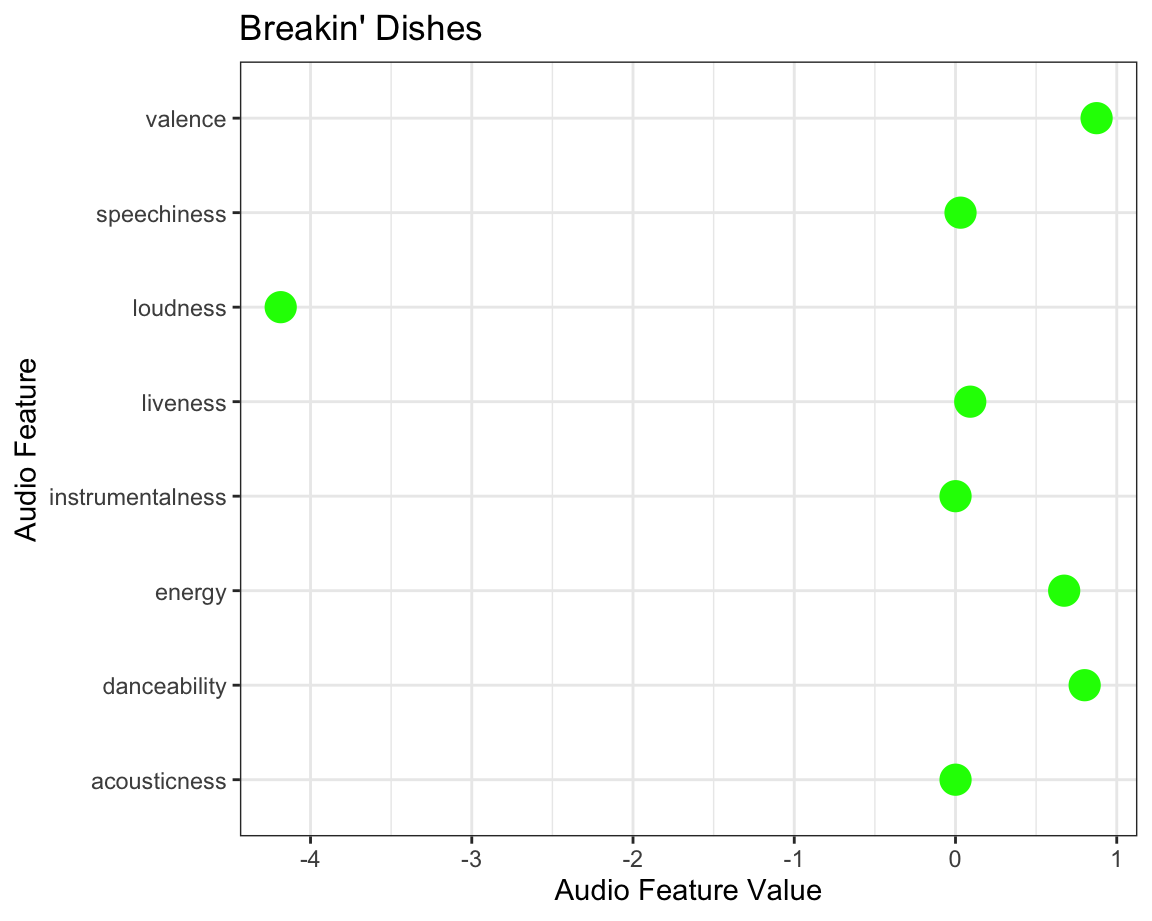 Breakin' Dishes
valence
speechiness
loudness
liveness
instrumentalness
energy
danceability
acousticness
Audio Feature
-4 -3 -2 -1 0 1
Audio Feature Value